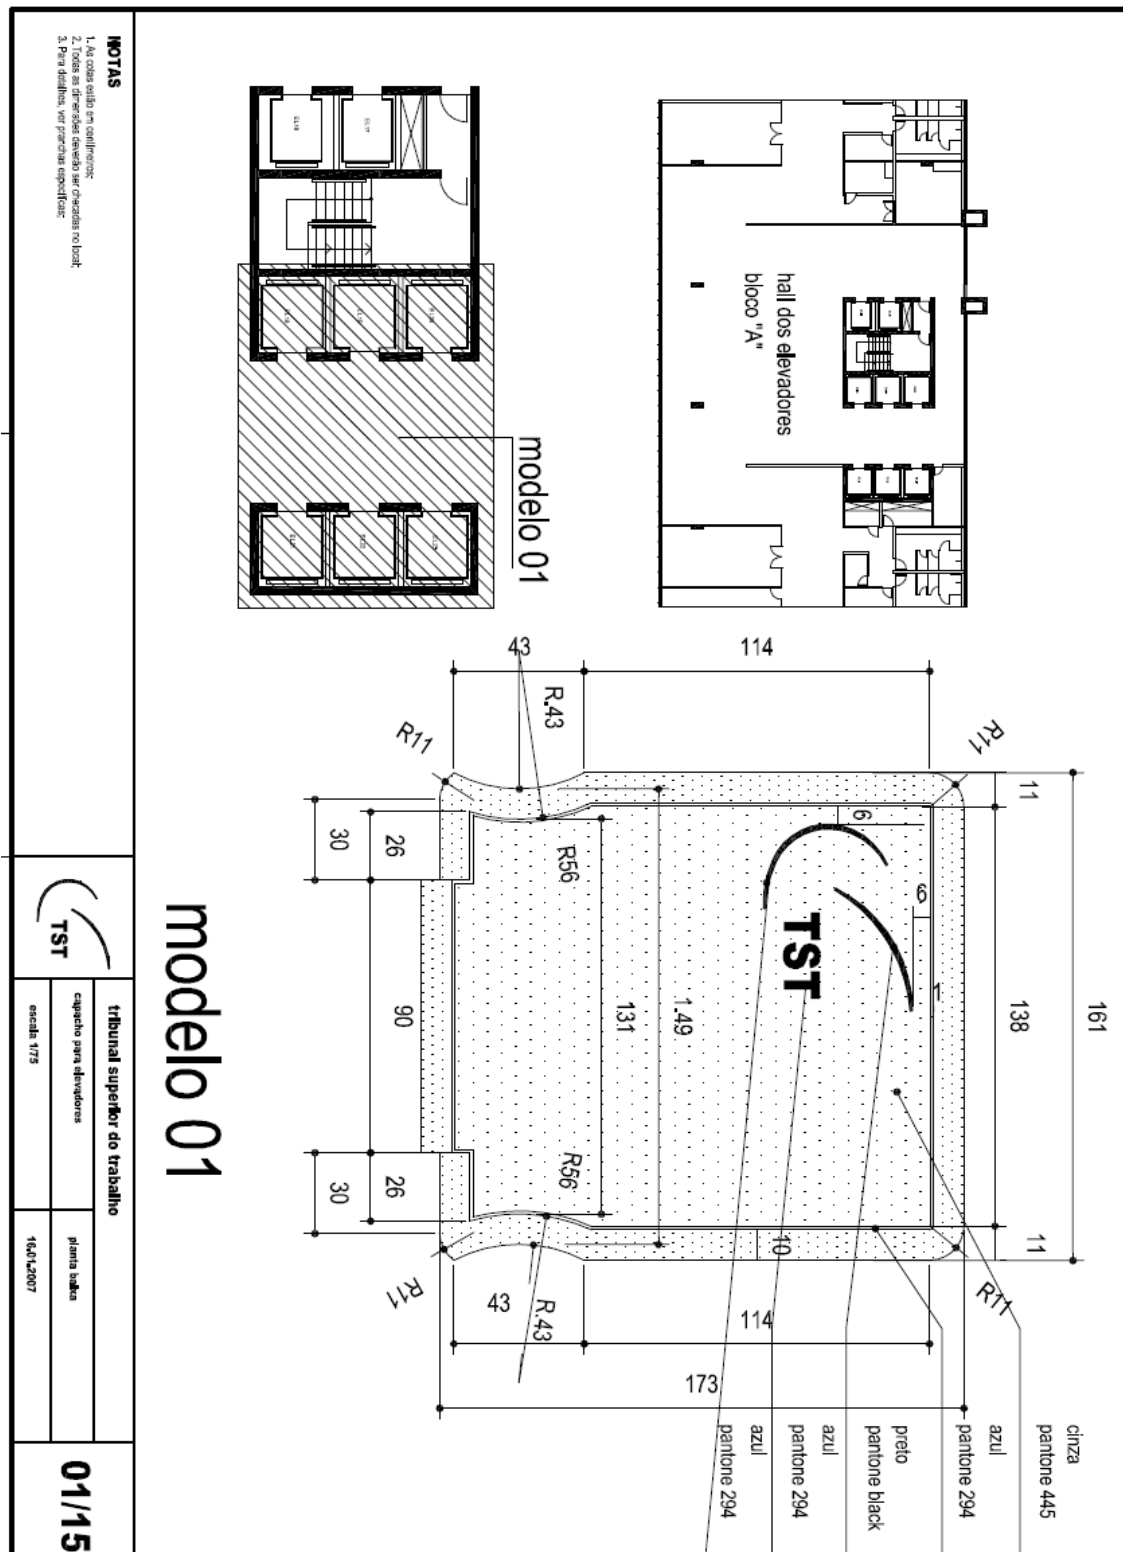 NOTAS
1. As cotas estão em centímetros;
2. Todas as dimensões deverão ser checadas no local;
3. Para detalhes, ver pranchas específicas;
EL17
hall dos elevadores
bloco "A"
modelo 01
43
114
R.43
R11
R11
11
161
30
26
R56
6
6
1
TST
90
131
1.49
138
30
26
R56
10
11
R11
R11
43
R.43
114
173
cinza
pantone 445
azul
pantone 294
preto
pantone black
azul
pantone 294
azul
pantone 294
modelo 01
TST
tribunal superior do trabalho
capacho para elevadores
planta baixa
escala 1/75
16.01.2007
01/15